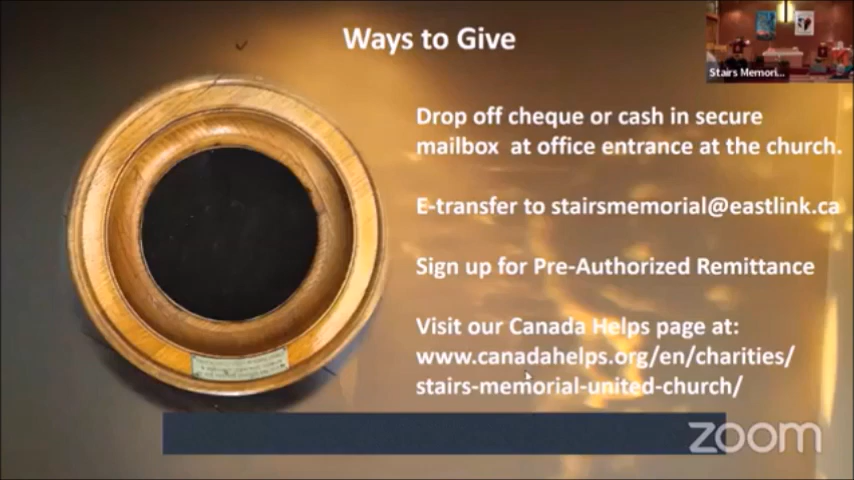 Ways to Give
Stairs Memori...
Drop off cheque or cash in secure
mailbox at office entrance at the church.
E-transfer to stairsmemorial@eastlink.ca
Sign up for Pre-Authorized Remittance
Visit our Canada Helps page at:
www.canadahelps.org/en/charities/
stairs-memorial-united-church/
zoom